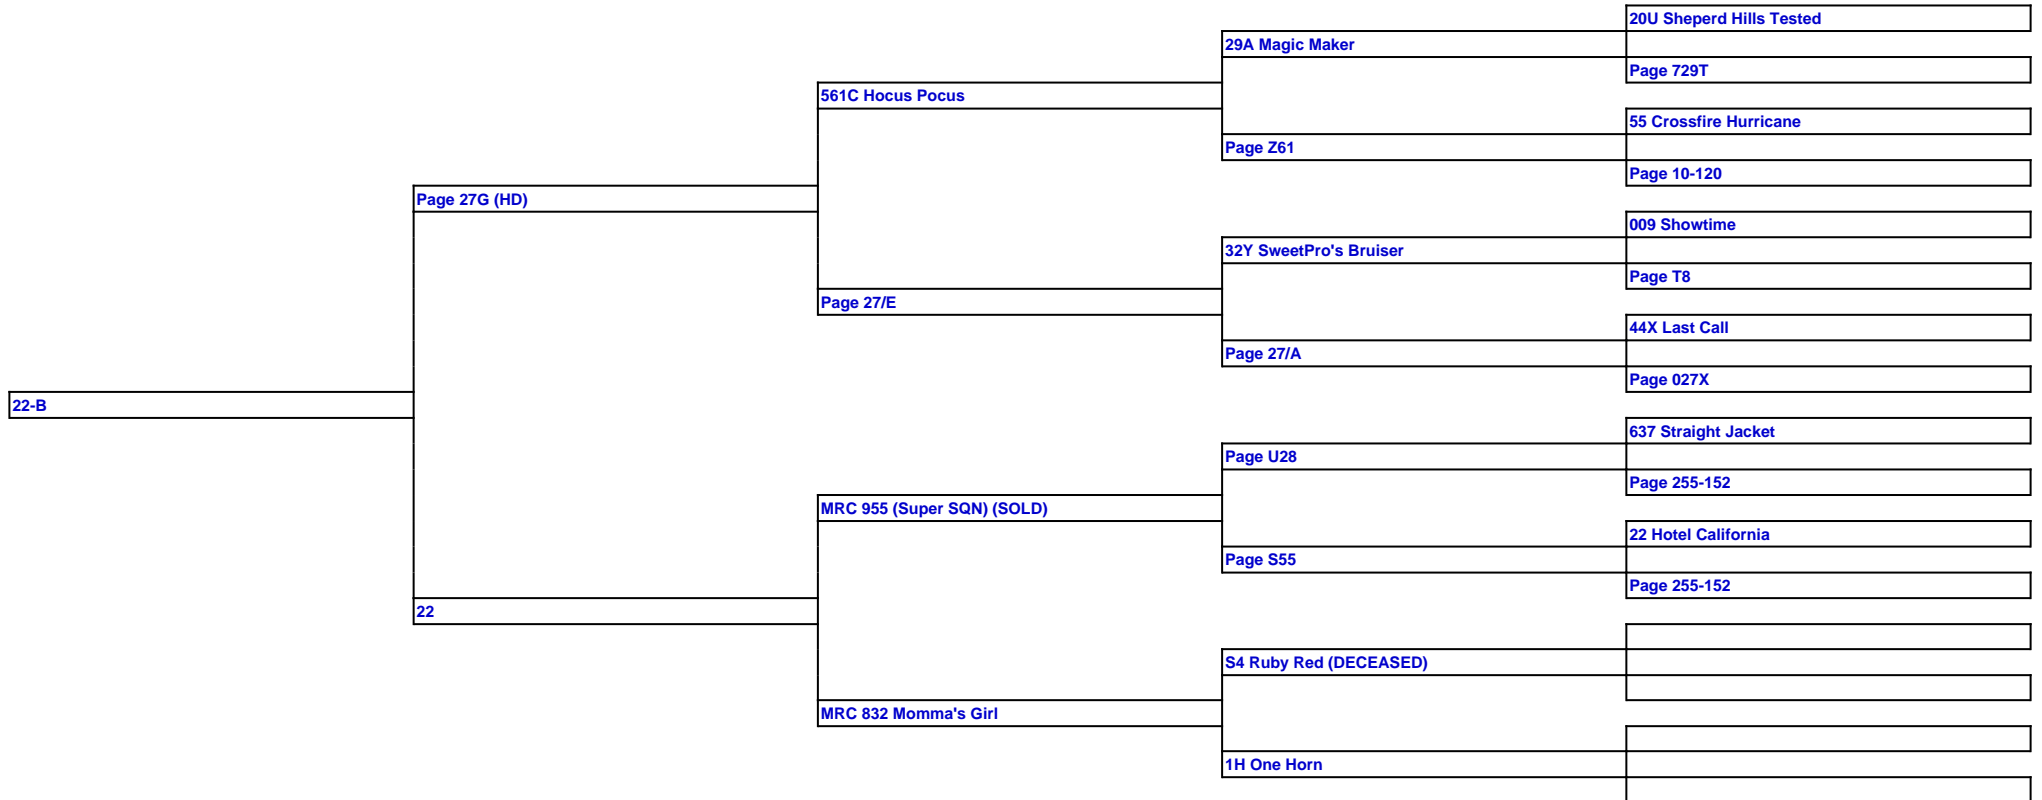 20U Sheperd Hills Tested
29A Magic Maker
Page 729T
561C Hocus Pocus
55 Crossfire Hurricane
Page Z61
Page 10-120
Page 27G (HD)
009 Showtime
32Y SweetPro's Bruiser
Page T8
Page 27/E
44X Last Call
Page 27/A
Page 027X
22-B
637 Straight Jacket
Page U28
Page 255-152
MRC 955 (Super SQN) (SOLD)
22 Hotel California
Page S55
Page 255-152
22
S4 Ruby Red (DECEASED)
MRC 832 Momma's Girl
1H One Horn